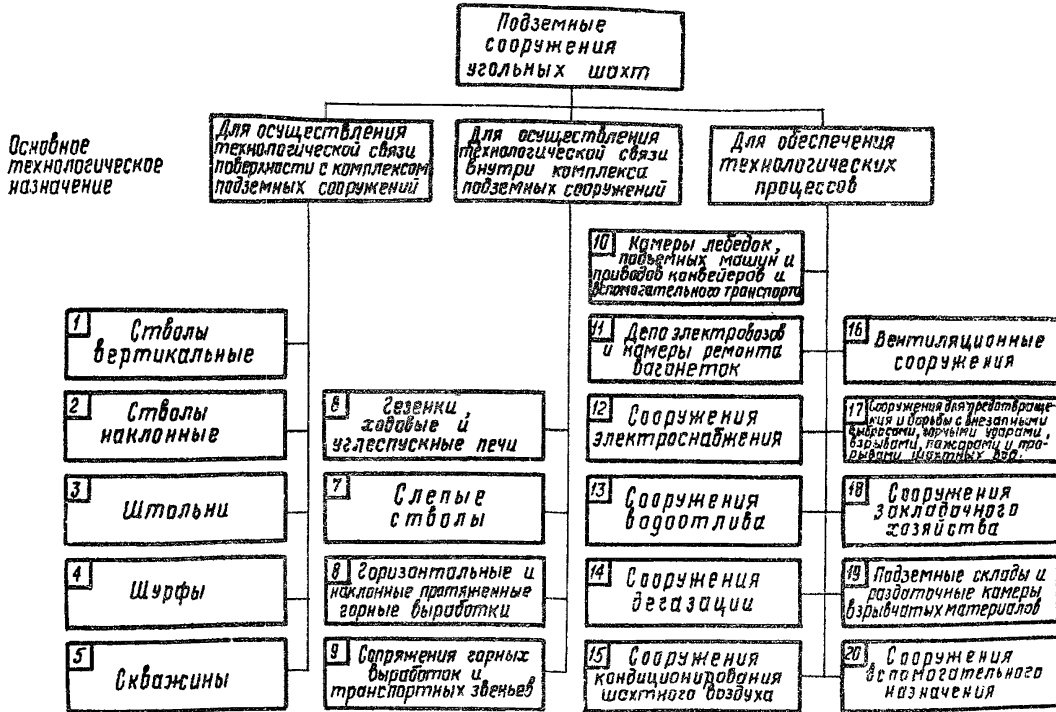 Подземные
сооружения
угольных шахт
Основное
технологическое
назначение
Для осуществления
технологической связи
поверхности с комплексом
подземных сооружений
Для осуществления
технологической связи
внутри комплекса
подземных сооружений
Для обеспечения
технологических
процессов
1 Стволы
вертикальные
2 Стволы
наклонные
3 Штольни
4 Шурфы
5 Скважины
6 Гезенки,
ходовые и
углеспускные печи
7 Слепые
стволы
8 Горизонтальные и
наклонные протяженные
горные выработки
9 Сопряжения горных
выработок и
транспортных звеньев
10 Камеры лебедок,
подъемных машин и
приводов конвейеров и
вспомогательного транспорта
11 Депо электровозов
и камеры ремонта
вагонеток
12 Сооружения
электроснабжения
13 Сооружения
водоотлива
14 Сооружения
дегазации
15 Сооружения
кондиционирования
шахтного воздуха
16 Вентиляционные
сооружения
17 Сооружения для предотвраще-
ния и борьбы с внезапными
выбросами, горными ударами,
взрывами, пожарами и про-
рывами шахтных вод.
18 Сооружения
закладочного
хозяйства
19 Подземные склады и
раздаточные камеры
взрывчатых материалов
20 Сооружения
вспомогательного
назначения